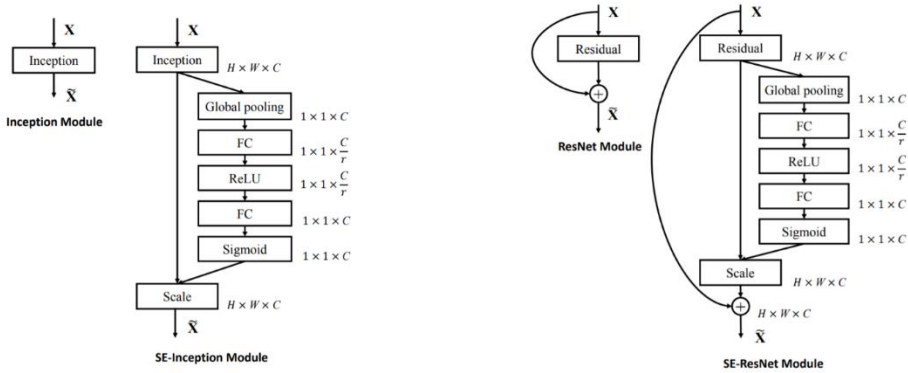 X
Inception
X̃
Inception Module
X
Inception
H × W × C
Global pooling
1 × 1 × C
FC
1 × 1 × C/r
ReLU
1 × 1 × C/r
FC
1 × 1 × C
Sigmoid
1 × 1 × C
Scale
H × W × C
X̃
SE-Inception Module
X
Residual
+
X̃
ResNet Module
X
Residual
H × W × C
Global pooling
1 × 1 × C
FC
1 × 1 × C/r
ReLU
1 × 1 × C/r
FC
1 × 1 × C
Sigmoid
1 × 1 × C
Scale
H × W × C
+
H × W × C
X̃
SE-ResNet Module